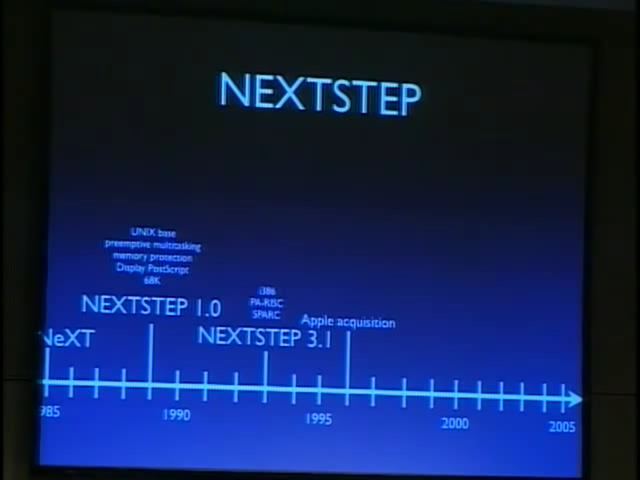 NEXTSTEP
UNIX base
preemptive multitasking
memory protection
Display PostScript
68K
i386
PA-RISC
SPARC
NEXTSTEP 1.0
Apple acquisition
NeXT
NEXTSTEP 3.1
985
1990
1995
2000
2005